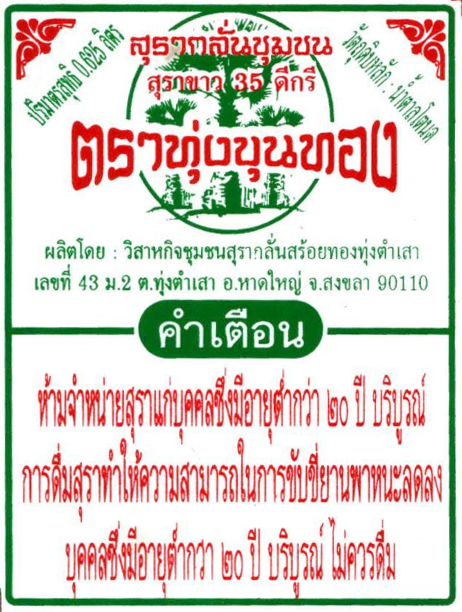 สุรากลั่นชุมชน
สุราขาว 35 ดีกรี
ปริมาตรสุทธิ 0.625 ลิตร
วัตถุดิบหลัก : น้ำตาลโตนด
ตราทุ่งขุนทอง
ผลิตโดย : วิสาหกิจชุมชนสุรากลั่นสร้อยทองทุ่งตำเสา
เลขที่ 43 ม.2 ต.ทุ่งตำเสา อ.หาดใหญ่ จ.สงขลา 90110
คำเตือน
ห้ามจำหน่ายสุราแก่บุคคลซึ่งมีอายุต่ำกว่า ๒๐ ปี บริบูรณ์
การดื่มสุราทำให้ความสามารถในการขับขี่ยานพาหนะลดลง
บุคคลซึ่งมีอายุต่ำกวา ๒๐ ปี บริบูรณ์ ไม่ควรดื่ม